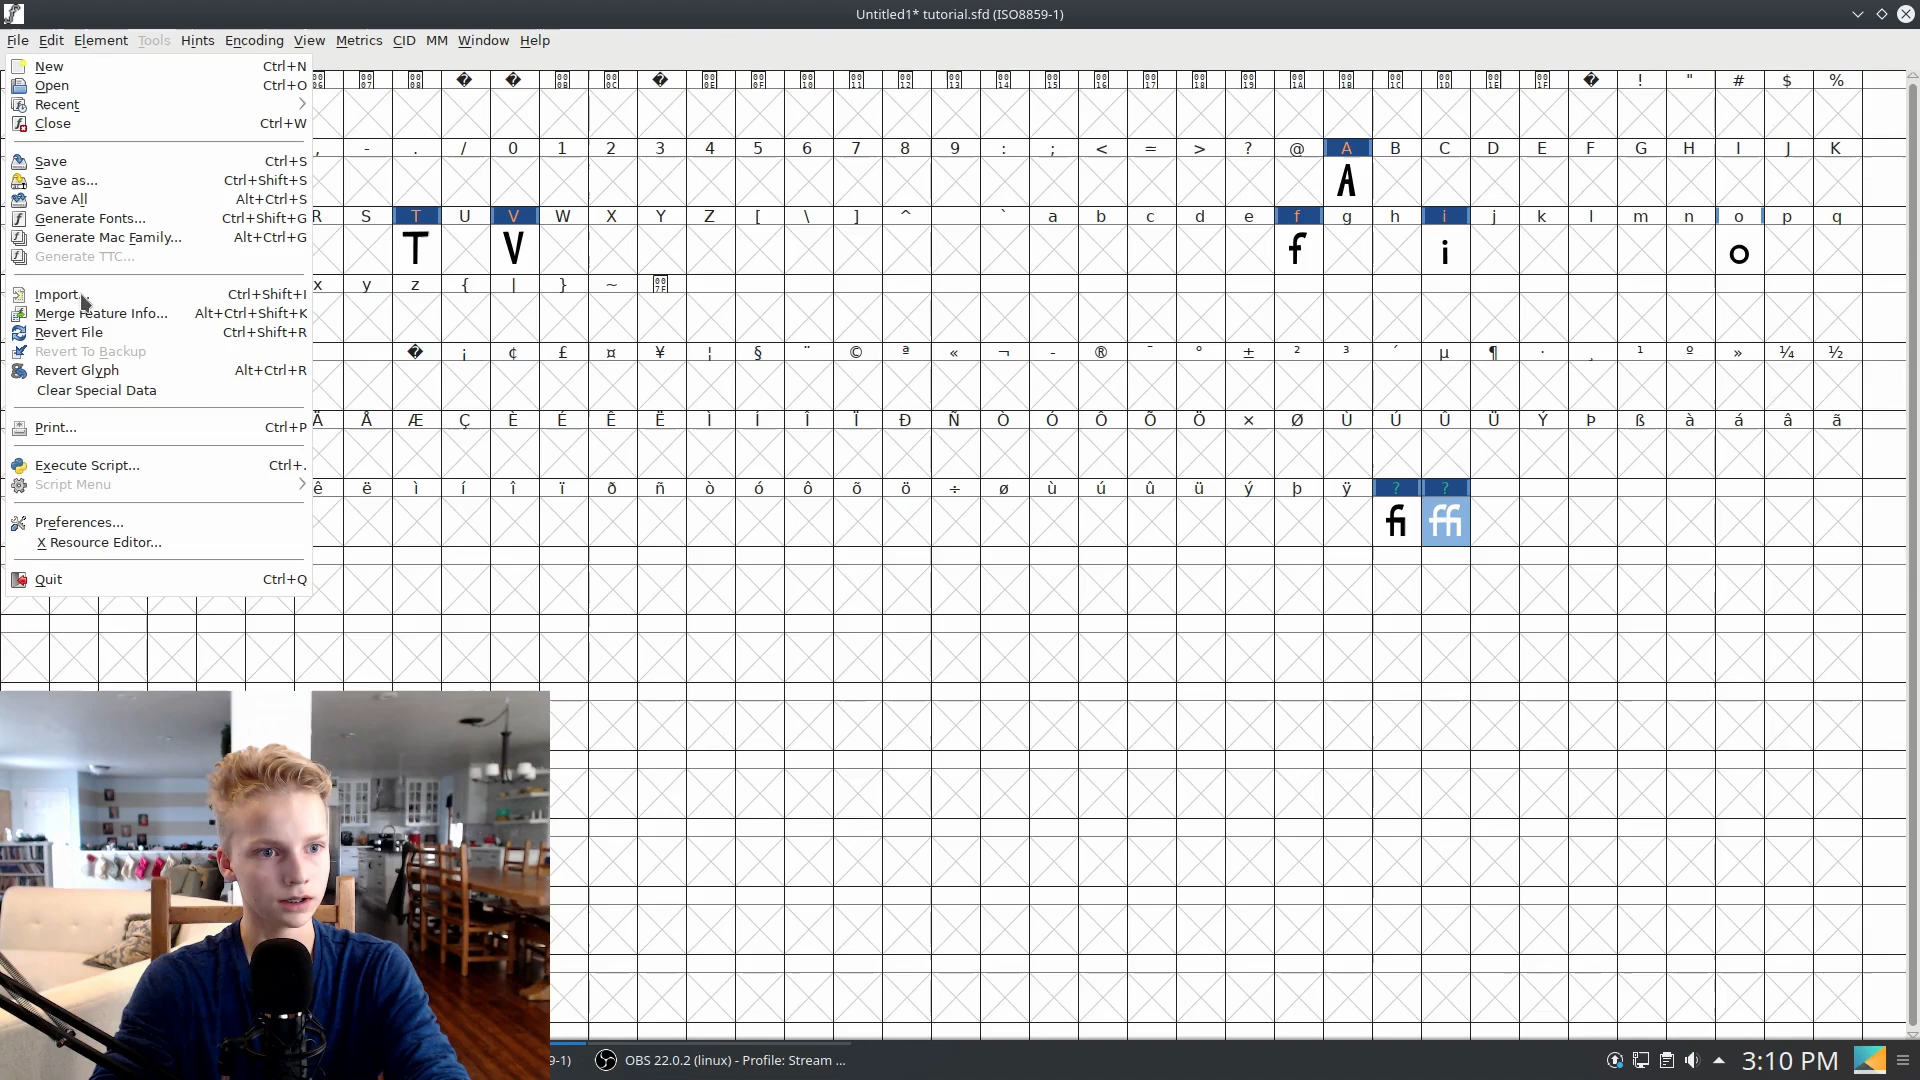 Untitled1* tutorial.sfd (ISO8859-1)
File Edit Element Tools Hints Encoding View Metrics CID MM Window Help
New Ctrl+N
Open Ctrl+O
Recent
Close Ctrl+W
Save Ctrl+S
Save as... Ctrl+Shift+S
Save All Alt+Ctrl+S
Generate Fonts... Ctrl+Shift+G
Generate Mac Family... Alt+Ctrl+G
Generate TTC...
Import... Ctrl+Shift+I
Merge Feature Info... Alt+Ctrl+Shift+K
Revert File Ctrl+Shift+R
Revert To Backup
Revert Glyph Alt+Ctrl+R
Clear Special Data
Print... Ctrl+P
Execute Script... Ctrl+.
Script Menu
Preferences...
X Resource Editor...
Quit Ctrl+Q
� � � � ! " # $ %
, - . / 0 1 2 3 4 5 6 7 8 9 : ; < = > ? @ A B C D E F G H I J K
A
R S T U V W X Y Z [ \ ] ^ ` a b c d e f g h i j k l m n o p q
T V f i o
x y z { | } ~
� ¡ ¢ £ ¤ ¥ ¦ § ¨ © ª « ¬ - ® ¯ ° ± ² ³ ´ µ ¶ · ¸ ¹ º » ¼ ½
Ä Å Æ Ç È É Ê Ë Ì Í Î Ï Ð Ñ Ò Ó Ô Õ Ö × Ø Ù Ú Û Ü Ý Þ ß à á â ã
ê ë ì í î ï ð ñ ò ó ô õ ö ÷ ø ù ú û ü ý þ ÿ ? ?
fi ffi
9-1) OBS 22.0.2 (linux) - Profile: Stream ... 3:10 PM